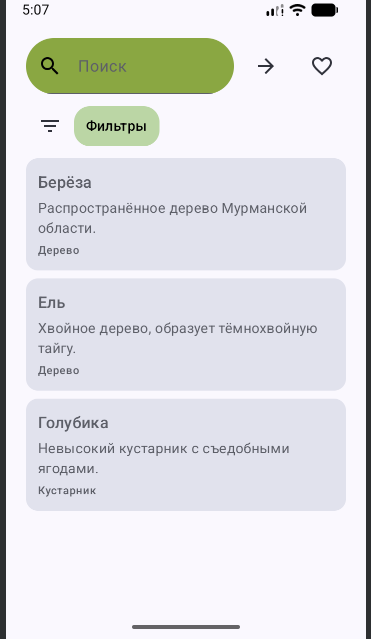 5:07
Поиск
Фильтры
Берёза
Распространённое дерево Мурманской
области.
Дерево
Ель
Хвойное дерево, образует тёмнохвойную
тайгу.
Дерево
Голубика
Невысокий кустарник с съедобными
ягодами.
Кустарник